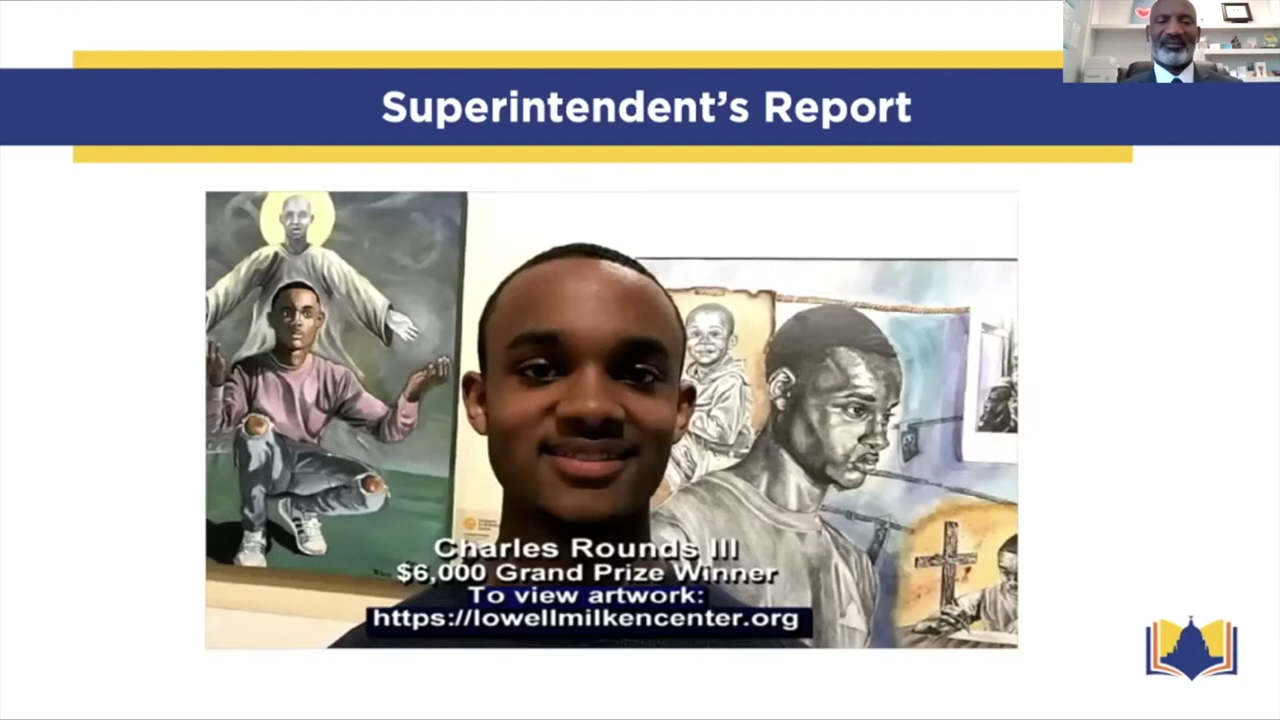 Superintendent's Report
Charles Rounds III
$6,000 Grand Prize Winner
To view artwork:
https://lowellmilkencenter.org